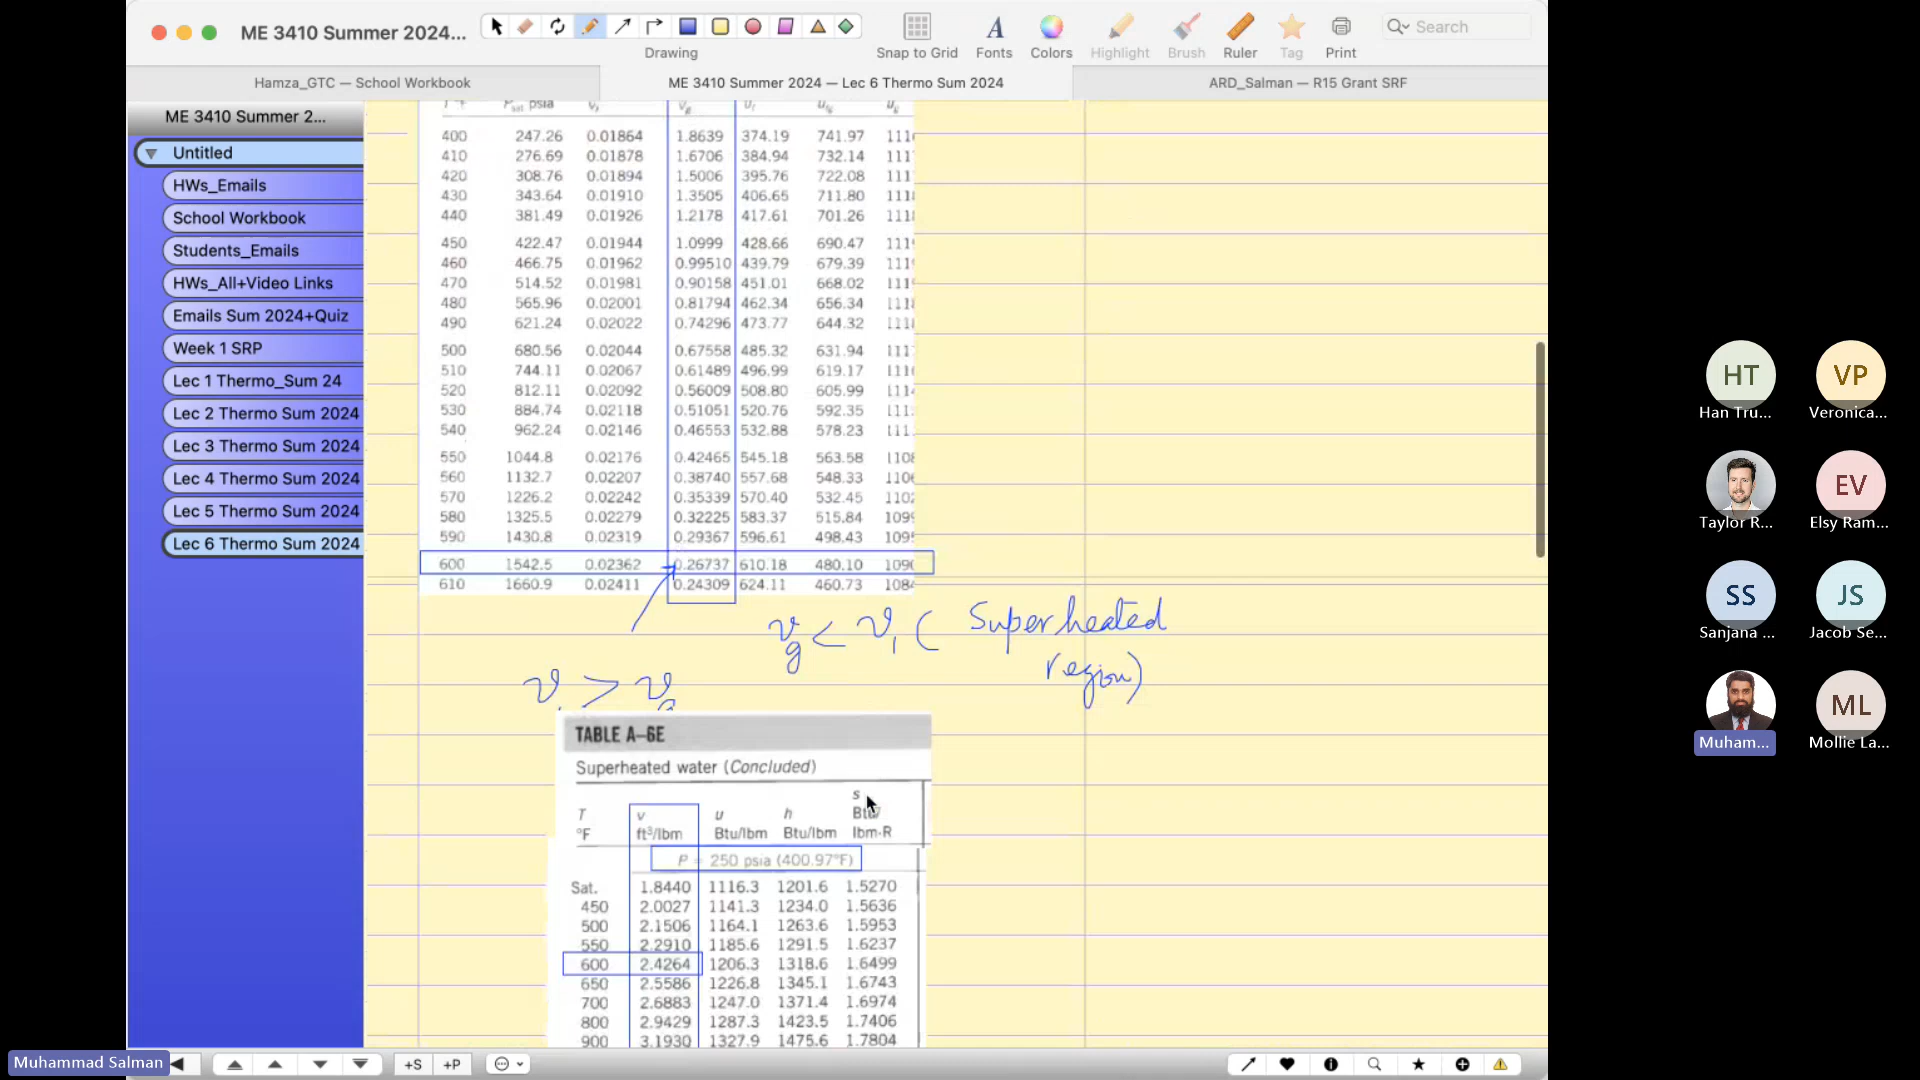 ME 3410 Summer 2024...
Drawing
Snap to Grid
Fonts
Colors
Highlight
Brush
Ruler
Tag
Print
Search
Hamza_GTC — School Workbook
ME 3410 Summer 2024 — Lec 6 Thermo Sum 2024
ARD_Salman — R15 Grant SRF
ME 3410 Summer 2...
Untitled
HWs_Emails
School Workbook
Students_Emails
HWs_All+Video Links
Emails Sum 2024+Quiz
Week 1 SRP
Lec 1 Thermo_Sum 24
Lec 2 Thermo Sum 2024
Lec 3 Thermo Sum 2024
Lec 4 Thermo Sum 2024
Lec 5 Thermo Sum 2024
Lec 6 Thermo Sum 2024
400 247.26 0.01864 1.8639 374.19 741.97
410 276.69 0.01878 1.6706 384.94 732.14
420 308.76 0.01894 1.5006 395.76 722.08
430 343.64 0.01910 1.3505 406.65 711.80
440 381.49 0.01926 1.2178 417.61 701.26
450 422.47 0.01944 1.0999 428.66 690.47
460 466.75 0.01962 0.99510 439.79 679.39
470 514.52 0.01981 0.90158 451.01 668.02
480 565.96 0.02001 0.81794 462.34 656.34
490 621.24 0.02022 0.74296 473.77 644.32
500 680.56 0.02044 0.67558 485.32 631.94
510 744.11 0.02067 0.61489 496.99 619.17
520 812.11 0.02092 0.56009 508.80 605.99
530 884.74 0.02118 0.51051 520.76 592.35
540 962.24 0.02146 0.46553 532.88 578.23
550 1044.8 0.02176 0.42465 545.18 563.58
560 1132.7 0.02207 0.38740 557.68 548.33
570 1226.2 0.02242 0.35339 570.40 532.45
580 1325.5 0.02279 0.32225 583.37 515.84
590 1430.8 0.02319 0.29367 596.61 498.43
600 1542.5 0.02362 0.26737 610.18 480.10
610 1660.9 0.02411 0.24309 624.11 460.73
v_g < v_1 ( Superheated
region)
v > v
TABLE A–6E
Superheated water (Concluded)
T °F
v ft³/lbm
u Btu/lbm
h Btu/lbm
s Btu/lbm·R
P = 250 psia (400.97°F)
Sat. 1.8440 1116.3 1201.6 1.5270
450 2.0027 1141.3 1234.0 1.5636
500 2.1506 1164.1 1263.6 1.5953
550 2.2910 1185.6 1291.5 1.6237
600 2.4264 1206.3 1318.6 1.6499
650 2.5586 1226.8 1345.1 1.6743
700 2.6883 1247.0 1371.4 1.6974
800 2.9429 1287.3 1423.5 1.7406
900 3.1930 1327.9 1475.6 1.7804
+S
+P
Muhammad Salman
HT
Han Tru...
VP
Veronica...
Taylor R...
EV
Elsy Ram...
SS
Sanjana ...
JS
Jacob Se...
Muham...
ML
Mollie La...